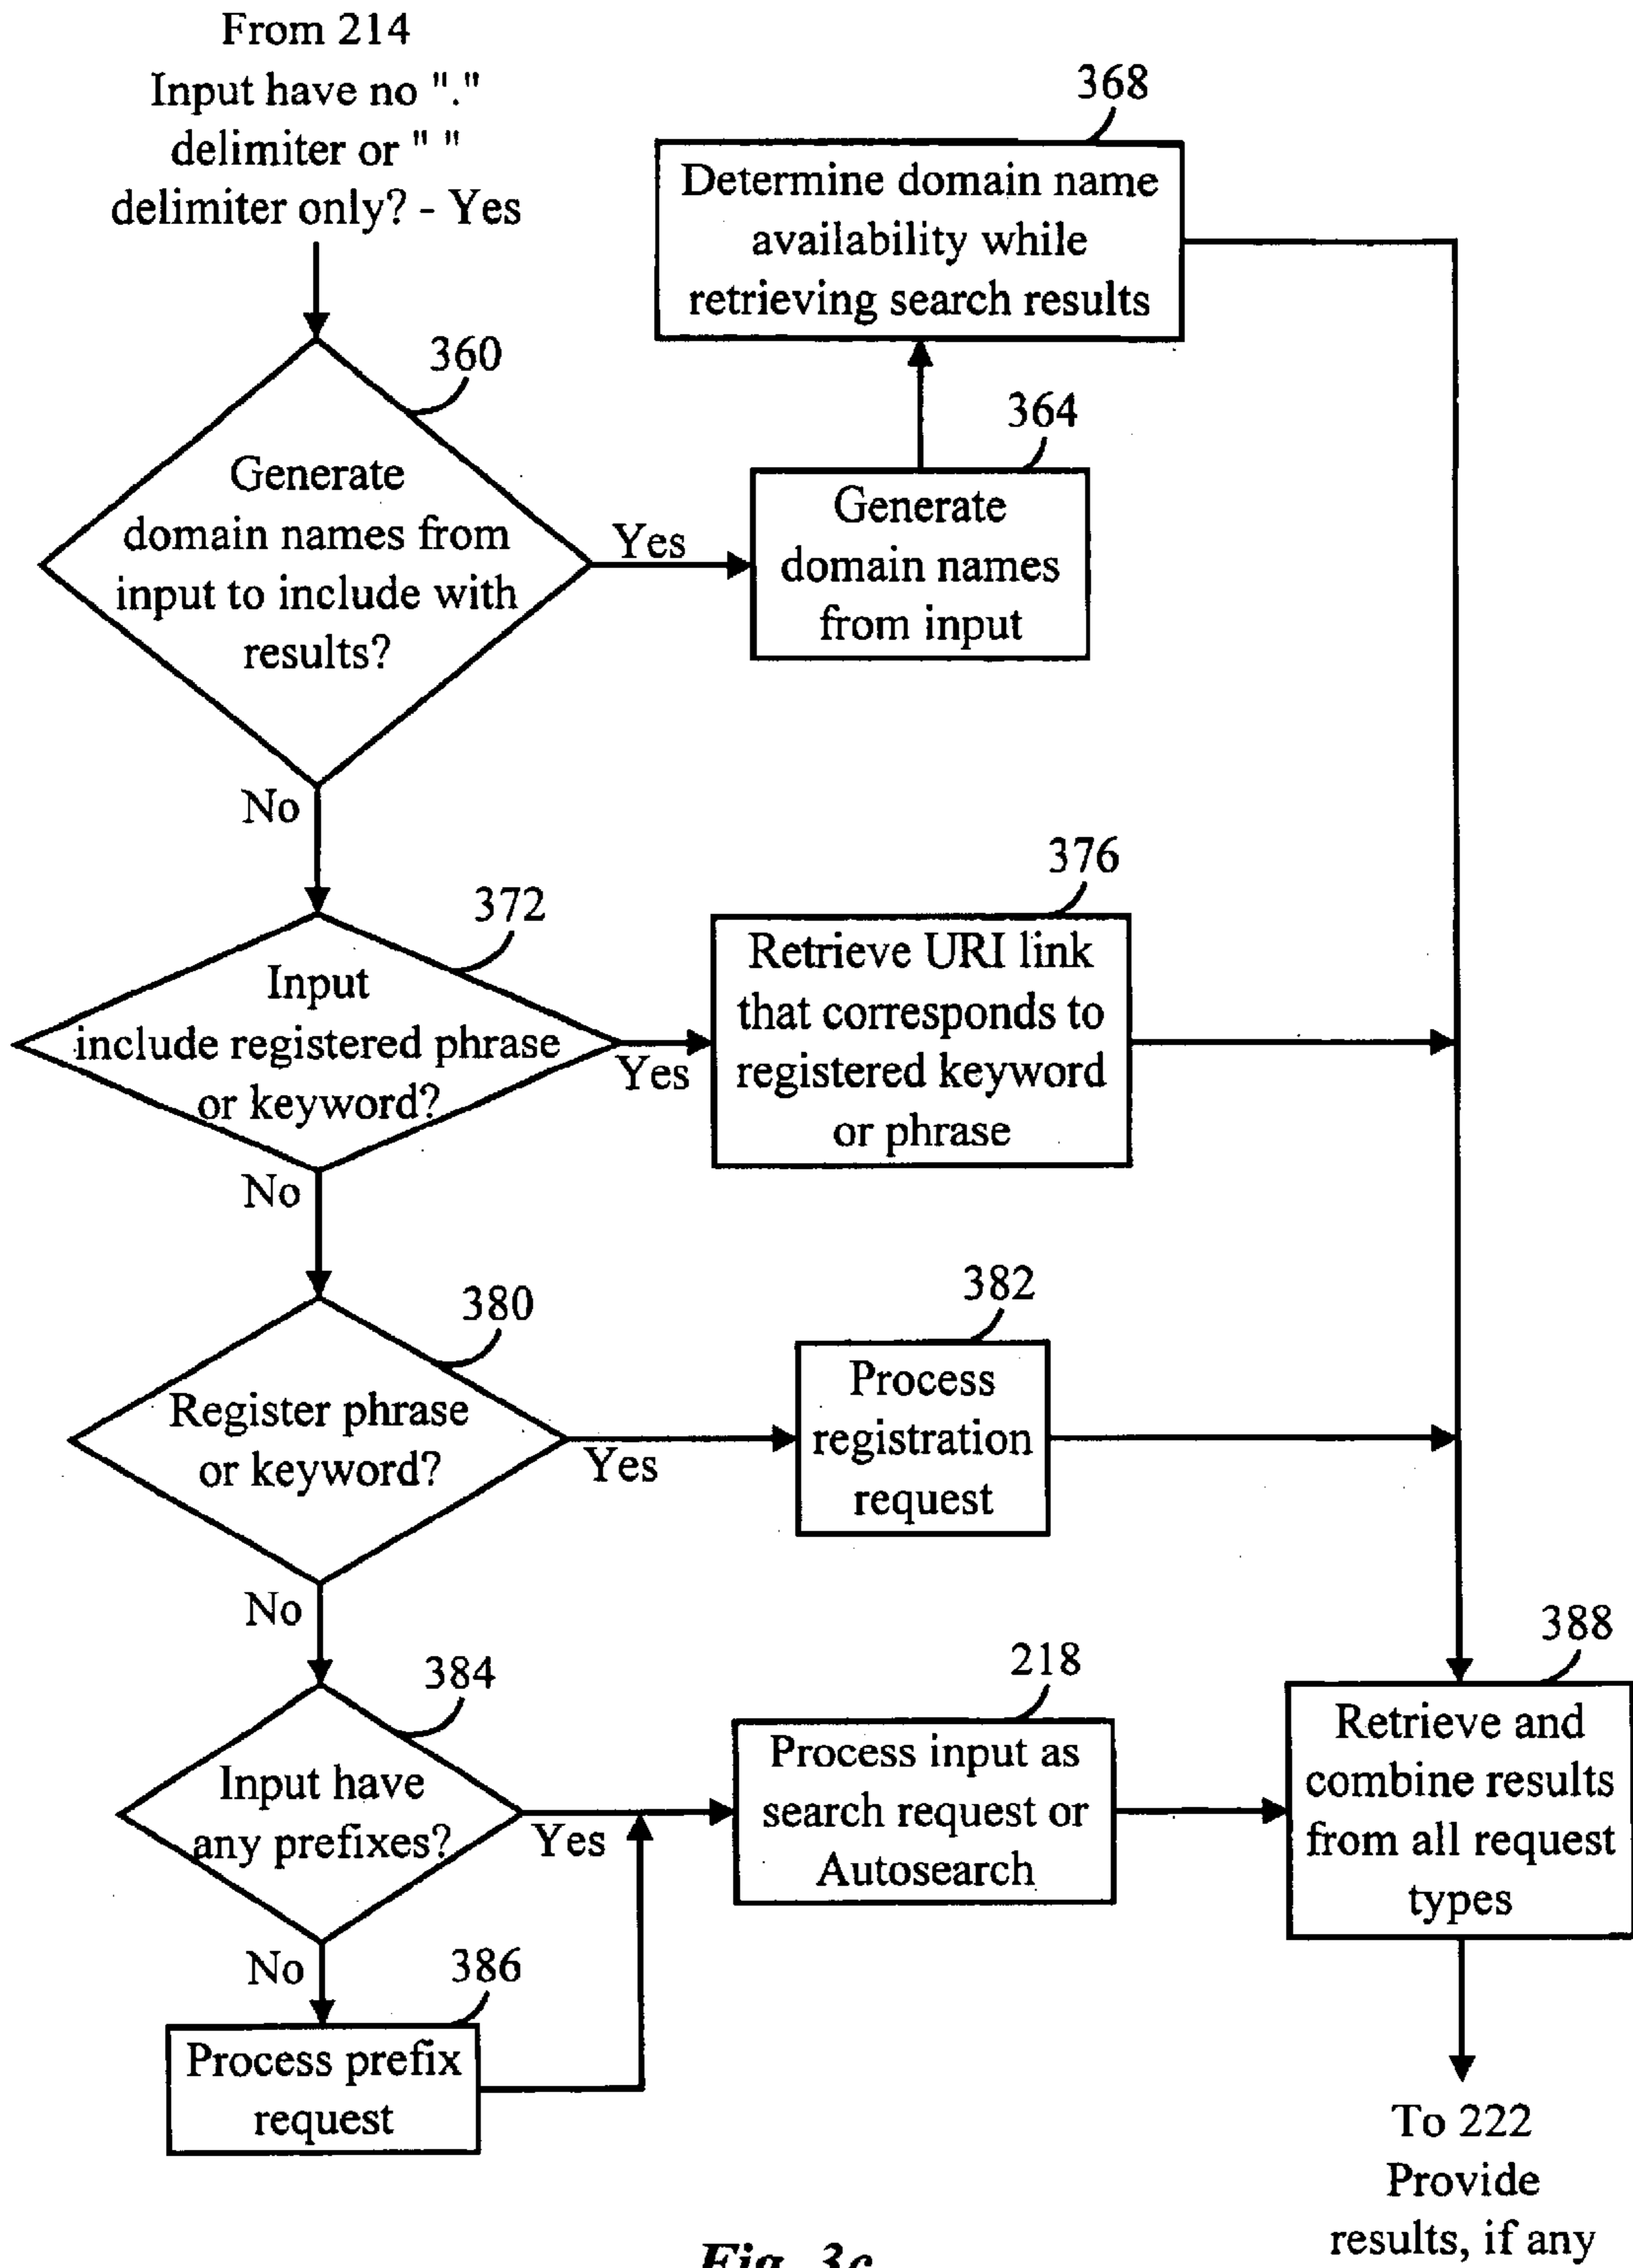 From 214
Input have no "."
delimiter or " "
delimiter only? - Yes
368
Determine domain name
availability while
retrieving search results
360
Generate
domain names from
input to include with
results?
Yes
364
Generate
domain names
from input
No
372
Input
include registered phrase
or keyword?
Yes
376
Retrieve URI link
that corresponds to
registered keyword
or phrase
No
380
Register phrase
or keyword?
Yes
382
Process
registration
request
No
384
Input have
any prefixes?
Yes
218
Process input as
search request or
Autosearch
388
Retrieve and
combine results
from all request
types
No
386
Process prefix
request
To 222
Provide
results, if any
Fig. 3c